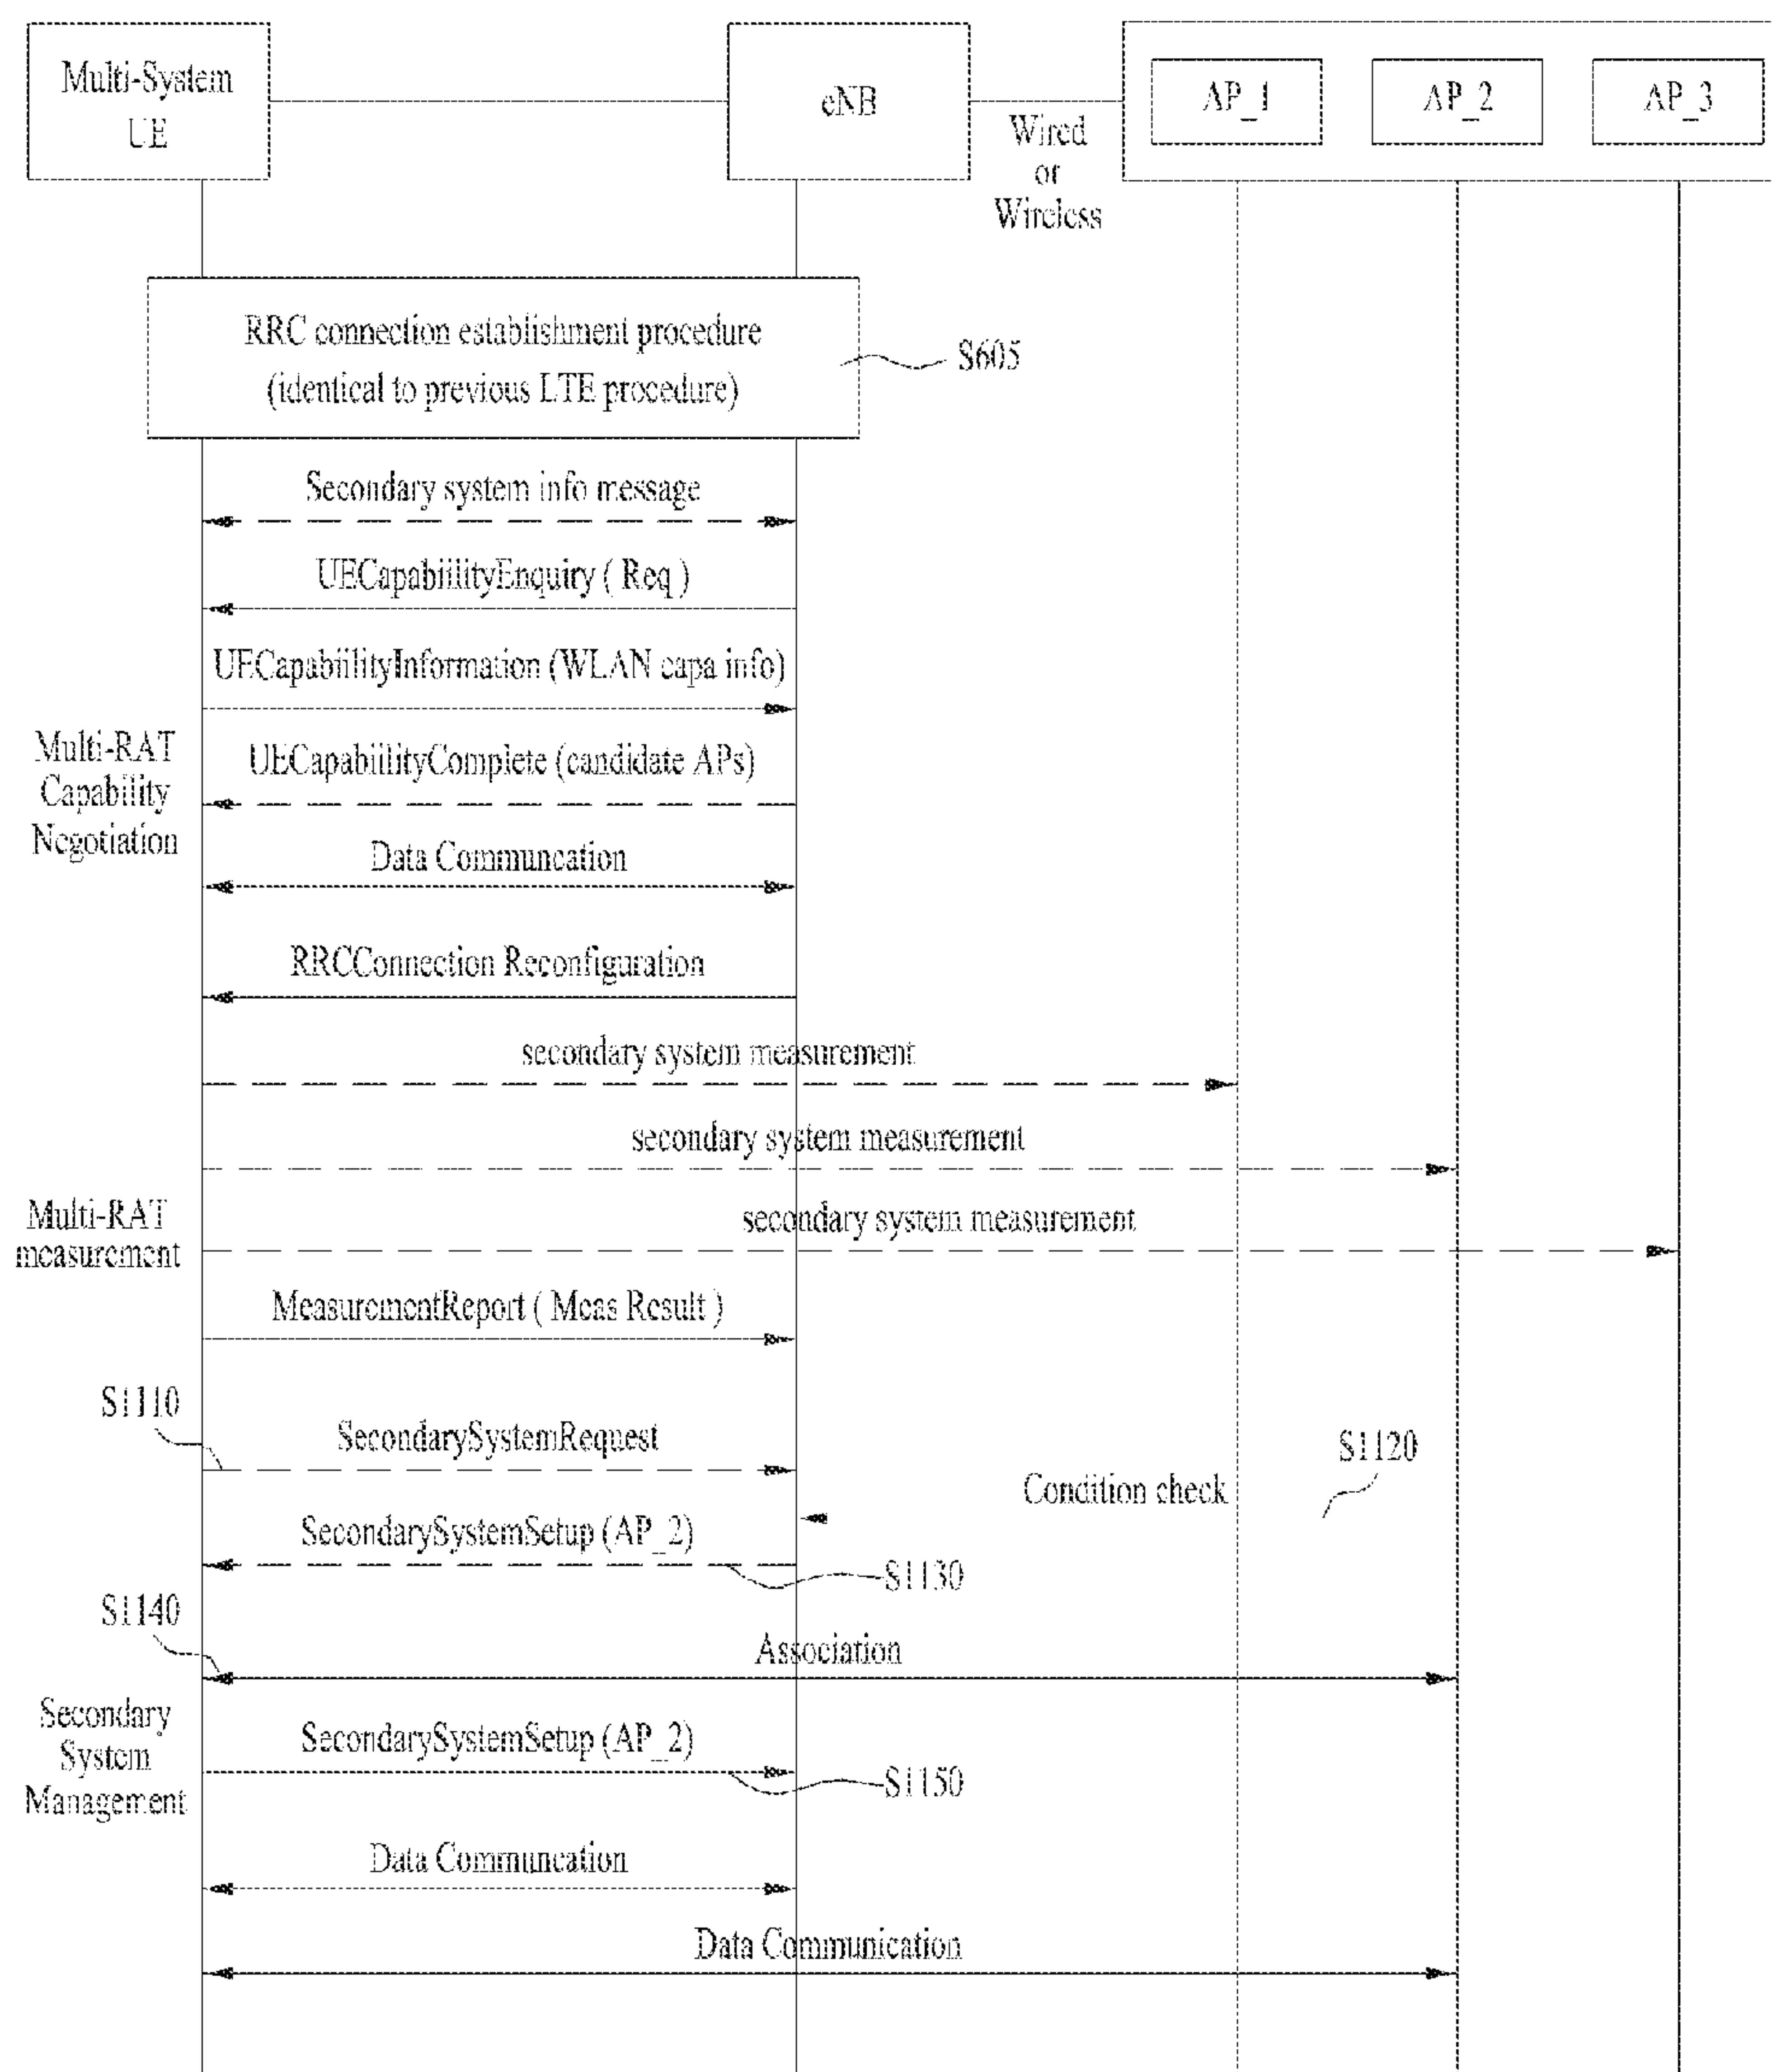 Multi-System
UE
eNB
Wired
or
Wireless
AP_1
AP_2
AP_3
RRC connection establishment procedure
(identical to previous LTE procedure)
S605
Secondary system info message
UECapabiilityEnquiry ( Req )
UECapabiilityInformation (WLAN capa info)
Multi-RAT
Capability
Negotiation
UECapabiilityComplete (candidate APs)
Data Communcation
RRCConnection Reconfiguration
secondary system measurement
secondary system measurement
Multi-RAT
measurement
secondary system measurement
MeasurementReport ( Meas Result )
S1110
SecondarySystemRequest
Condition check
S1120
SecondarySystemSetup (AP_2)
S1130
S1140
Association
Secondary
System
Management
SecondarySystemSetup (AP_2)
S1150
Data Communcation
Data Communication